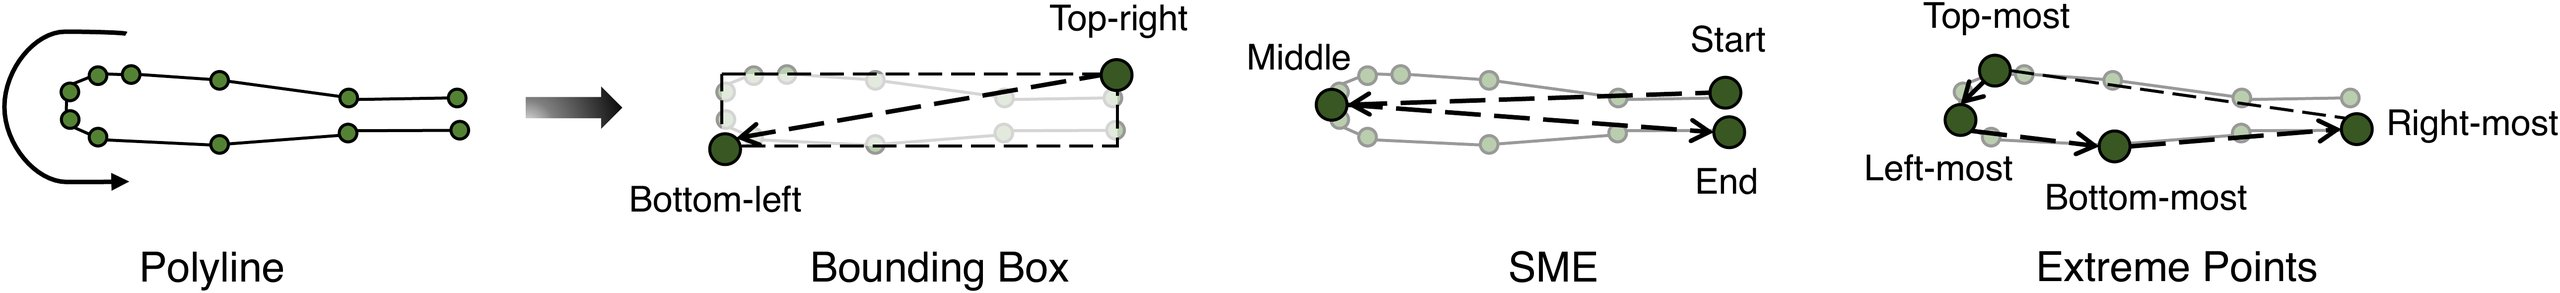 Polyline
Top-right
Bottom-left
Bounding Box
Middle
Start
End
SME
Top-most
Left-most
Bottom-most
Right-most
Extreme Points